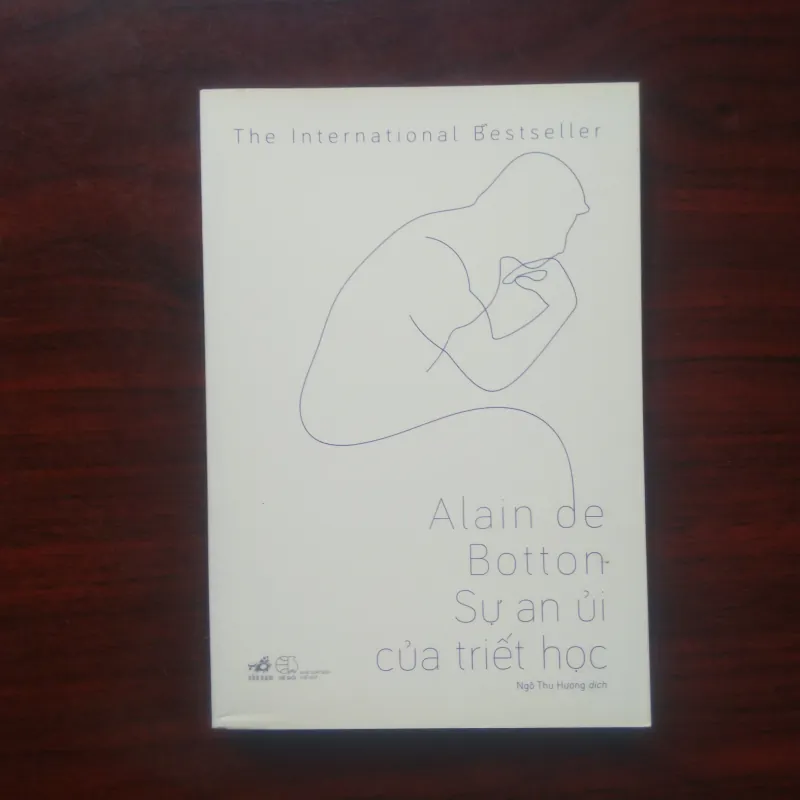 The International Bestseller
Alain de
Botton-
Sự an ủi
của triết học
Ngô Thu Hương dịch